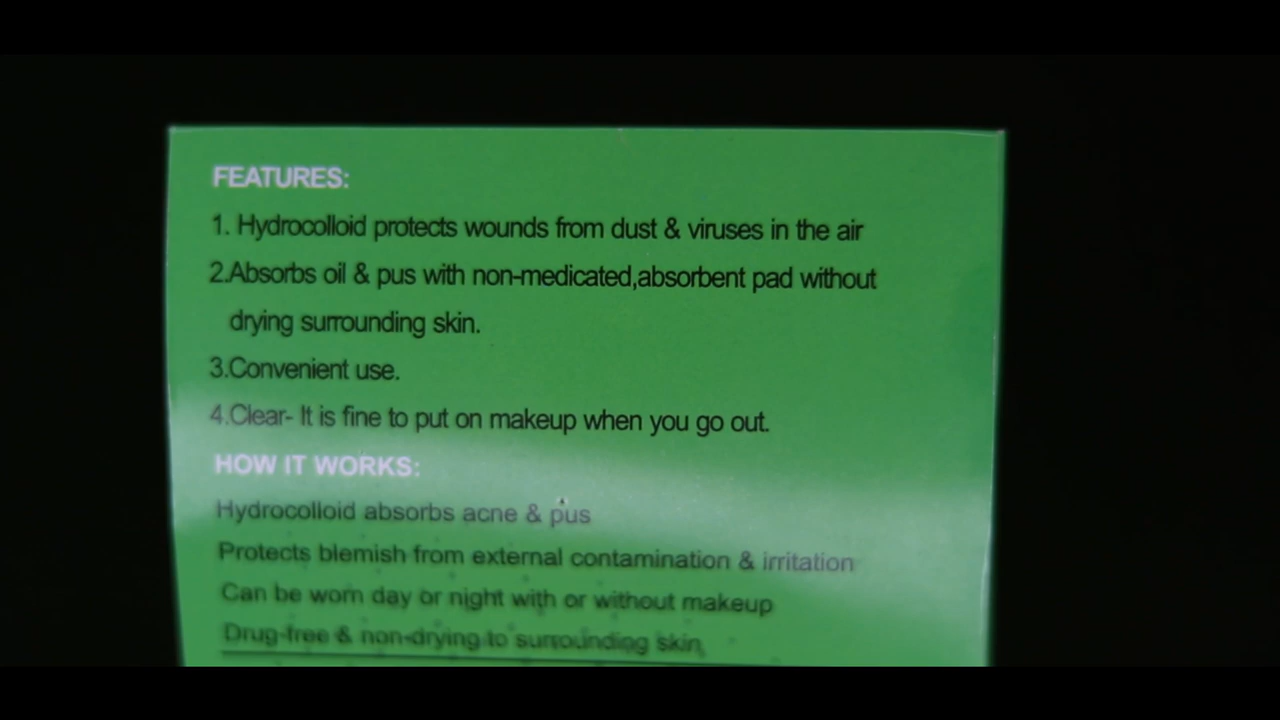 FEATURES:
1. Hydrocolloid protects wounds from dust & viruses in the air
2.Absorbs oil & pus with non-medicated,absorbent pad without
drying surrounding skin.
3.Convenient use.
4.Clear- It is fine to put on makeup when you go out.
HOW IT WORKS:
Hydrocolloid absorbs acne & pus
Protects blemish from external contamination & irritation
Can be worn day or night with or without makeup
Drug-free & non-drying to surrounding skin,